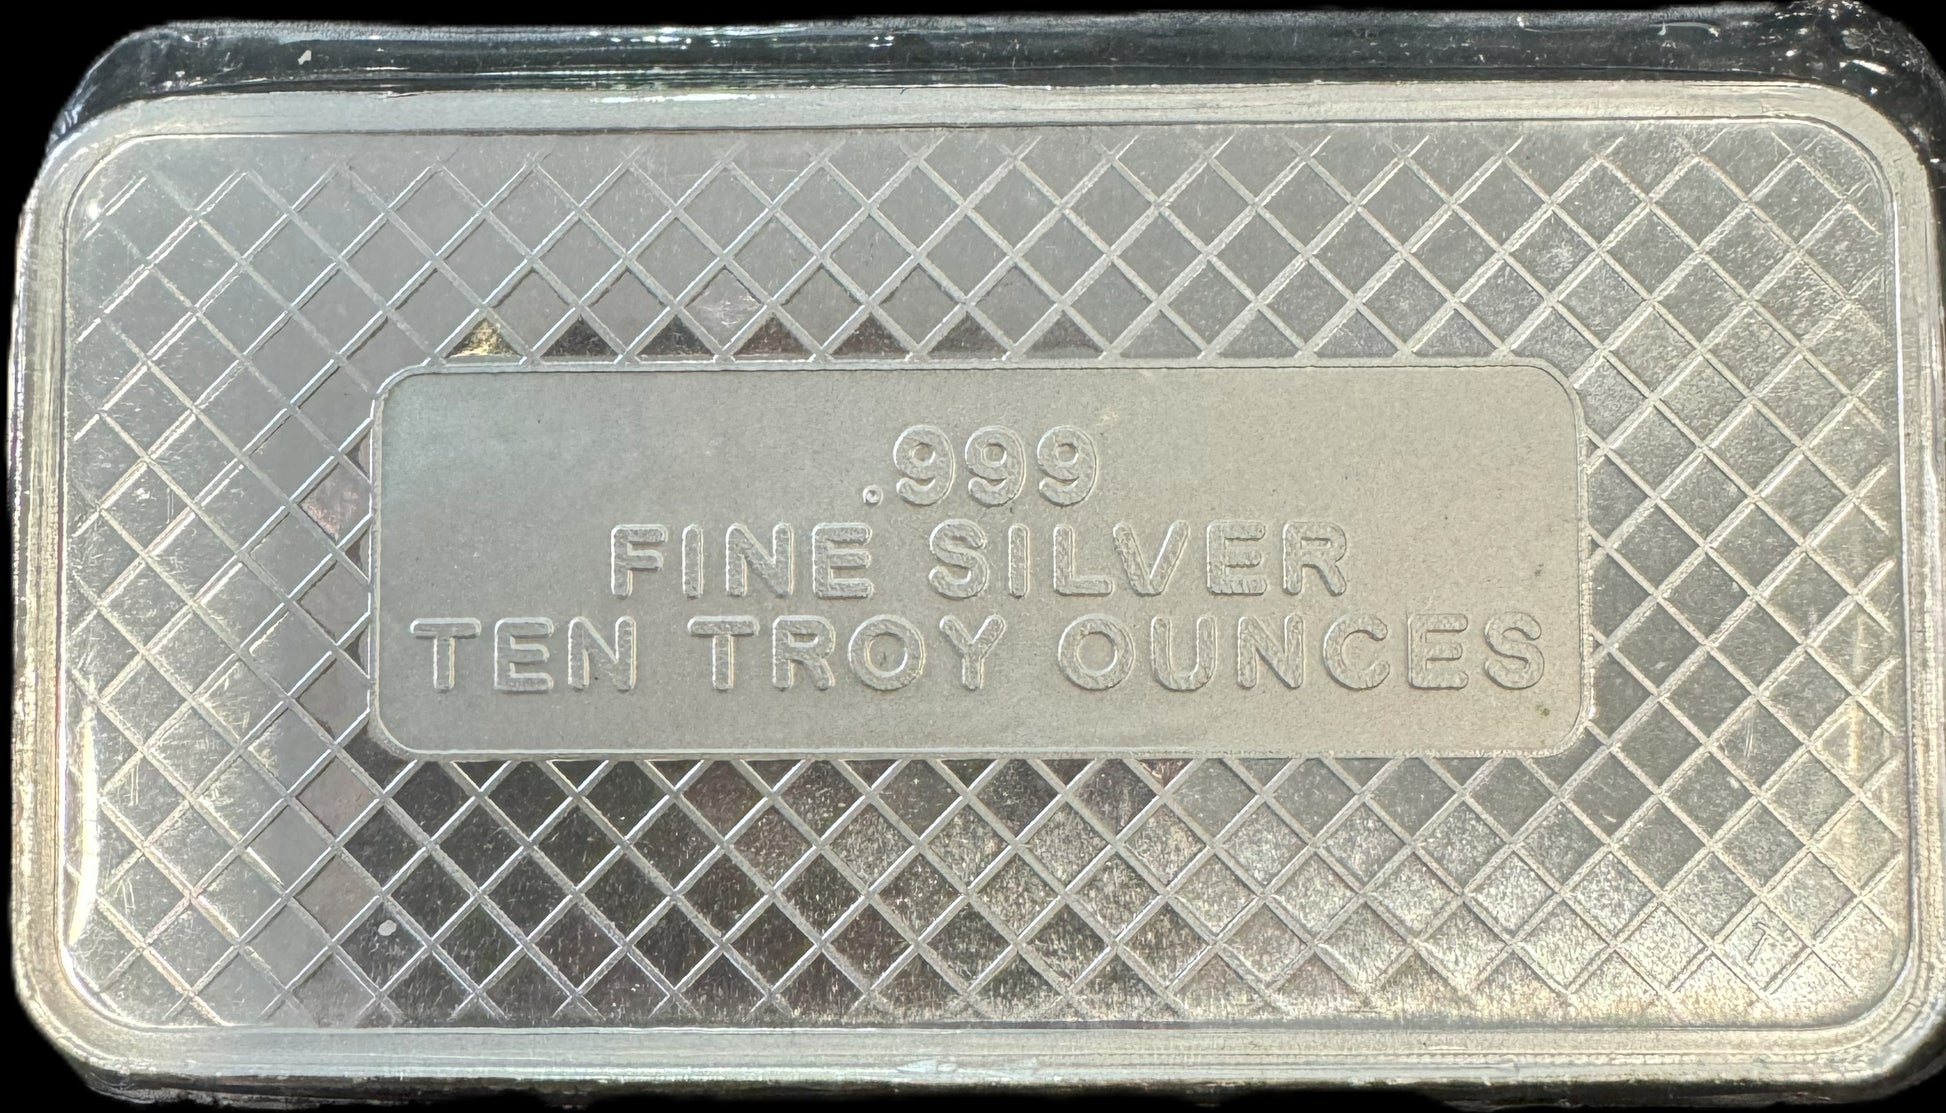 .999
FINE SILVER
TEN TROY OUNCES